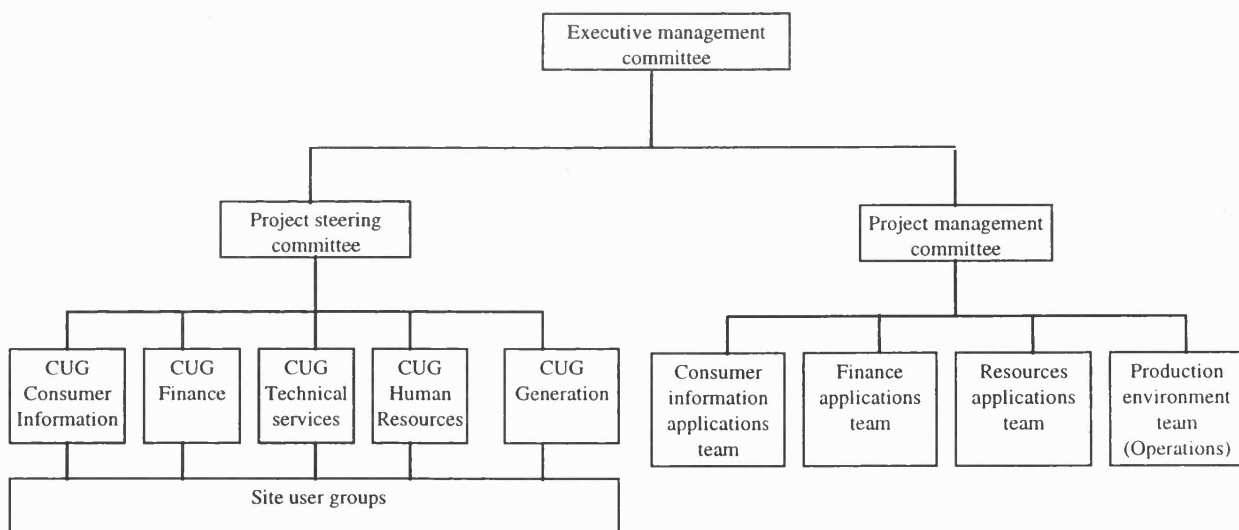 Executive management
committee
Project steering
committee
Project management
committee
CUG
Consumer
Information
CUG
Finance
CUG
Technical
services
CUG
Human
Resources
CUG
Generation
Consumer
information
applications
team
Finance
applications
team
Resources
applications
team
Production
environment
team
(Operations)
Site user groups